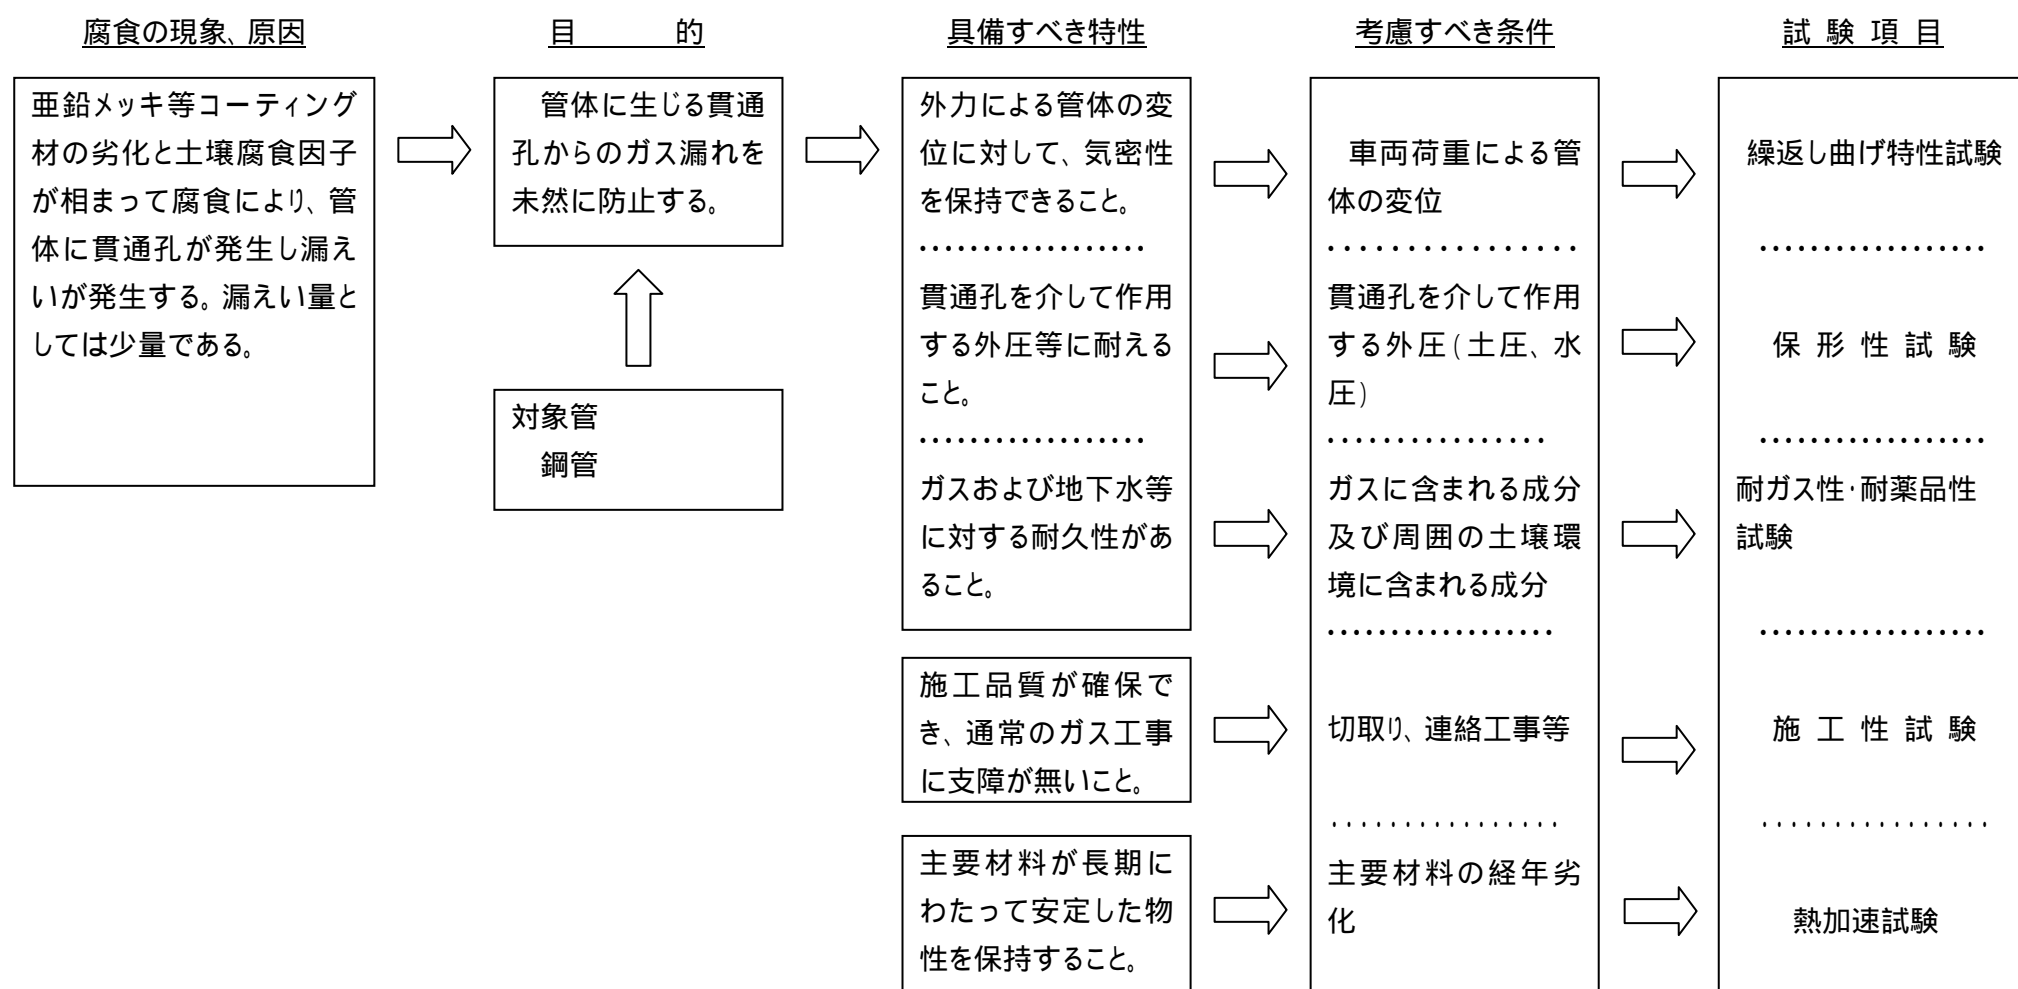 腐食の現象、原因
亜鉛メッキ等コーティング
材の劣化と土壌腐食因子
が相まって腐食により、管
体に貫通孔が発生し漏え
いが発生する。漏えい量と
しては少量である。
目　的
管体に生じる貫通
孔からのガス漏れを
未然に防止する。
対象管
鋼管
具備すべき特性
外力による管体の変
位に対して、気密性
を保持できること。
貫通孔を介して作用
する外圧等に耐える
こと。
ガスおよび地下水等
に対する耐久性があ
ること。
施工品質が確保で
き、通常のガス工事
に支障が無いこと。
主要材料が長期に
わたって安定した物
性を保持すること。
考慮すべき条件
車両荷重による管
体の変位
貫通孔を介して作用
する外圧(土圧、水
圧)
ガスに含まれる成分
及び周囲の土壌環
境に含まれる成分
切取り、連絡工事等
主要材料の経年劣
化
試 験 項 目
繰返し曲げ特性試験
保 形 性 試 験
耐ガス性・耐薬品性
試験
施 工 性 試 験
熱加速試験